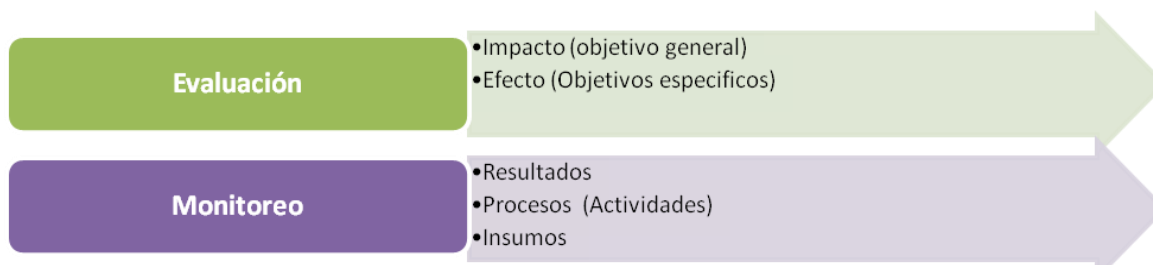 Evaluación
•Impacto (objetivo general)
•Efecto (Objetivos especificos)
Monitoreo
•Resultados
•Procesos  (Actividades)
•Insumos